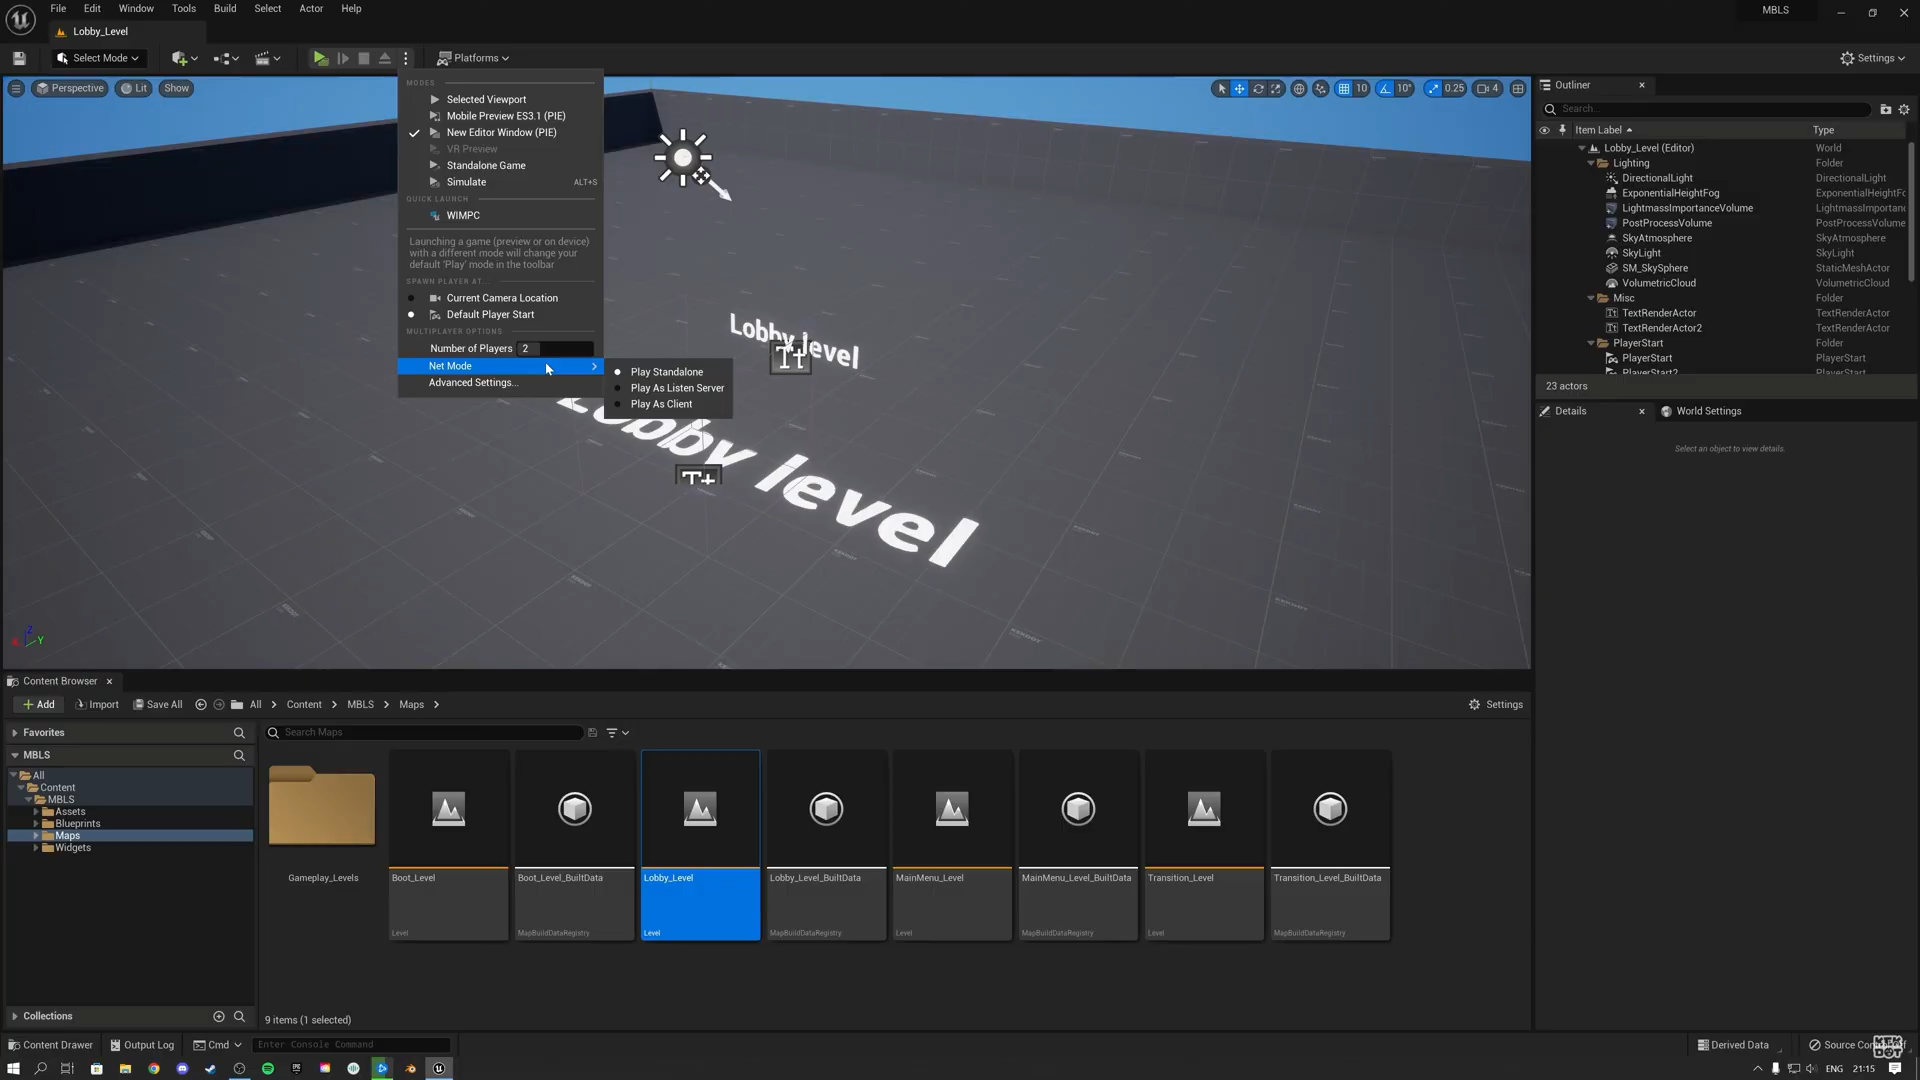 File Edit Window Tools Build Select Actor Help
MBLS
Lobby_Level
Select Mode
Platforms
Settings
Perspective Lit Show
10 10° 0.25 4
MODES
Selected Viewport
Mobile Preview ES3.1 (PIE)
New Editor Window (PIE)
VR Preview
Standalone Game
Simulate ALT+S
QUICK LAUNCH
WIMPC
Launching a game (preview or on device)
with a different mode will change your
default 'Play' mode in the toolbar
SPAWN PLAYER AT...
Current Camera Location
Default Player Start
MULTIPLAYER OPTIONS
Number of Players 2
Net Mode
Advanced Settings...
Play Standalone
Play As Listen Server
Play As Client
Lobby level
Lobby level
Z
Y
Outliner
Search...
Item Label Type
Lobby_Level (Editor) World
Lighting Folder
DirectionalLight DirectionalLight
ExponentialHeightFog ExponentialHeightFo
LightmassImportanceVolume Lightmassimportanc
PostProcessVolume PostProcessVolume
SkyAtmosphere SkyAtmosphere
SkyLight SkyLight
SM_SkySphere StaticMeshActor
VolumetricCloud VolumetricCloud
Misc Folder
TextRenderActor TextRenderActor
TextRenderActor2 TextRenderActor
PlayerStart Folder
PlayerStart PlayerStart
PlayerStart2 PlayerStart
23 actors
Details World Settings
Select an object to view details.
Content Browser
Add Import Save All All Content MBLS Maps Settings
Favorites
Search Maps
MBLS
All
Content
MBLS
Assets
Blueprints
Maps
Widgets
Gameplay_Levels
Boot_Level
Level
Boot_Level_BuiltData
MapBuildDataRegistry
Lobby_Level
Level
Lobby_Level_BuiltData
MapBuildDataRegistry
MainMenu_Level
Level
MainMenu_Level_BuiltData
MapBuildDataRegistry
Transition_Level
Level
Transition_Level_BuiltData
MapBuildDataRegistry
Collections
9 items (1 selected)
Content Drawer Output Log Cmd Enter Console Command
Derived Data
ENG 21:15